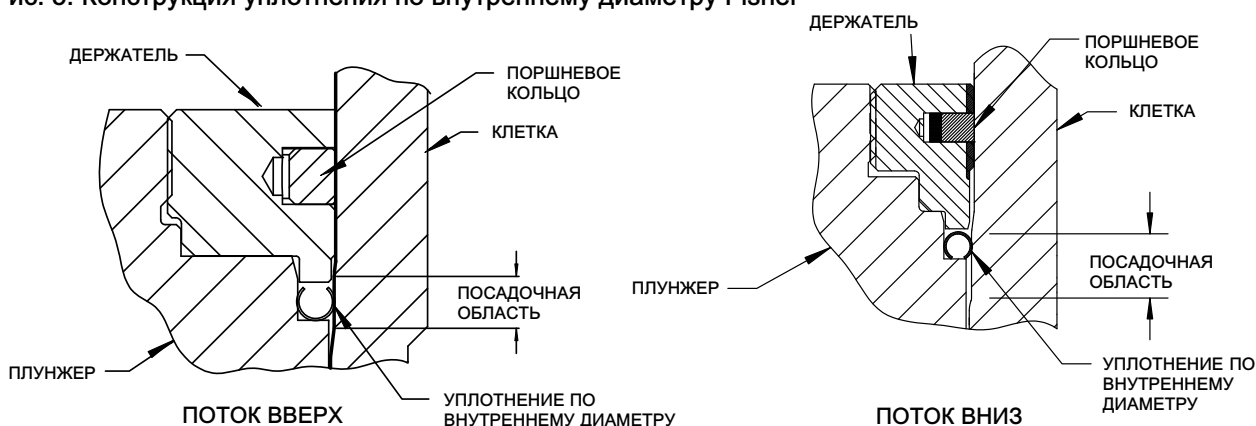 ис. 3. Конструкция уплотнения по внутреннему диаметру Fisher
ДЕРЖАТЕЛЬ
ПОРШНЕВОЕ
КОЛЬЦО
КЛЕТКА
ПОСАДОЧНАЯ
ОБЛАСТЬ
ПЛУНЖЕР
УПЛОТНЕНИЕ ПО
ВНУТРЕННЕМУ ДИАМЕТРУ
ПОТОК ВВЕРХ
ДЕРЖАТЕЛЬ
ПОРШНЕВОЕ
КОЛЬЦО
КЛЕТКА
ПОСАДОЧНАЯ
ОБЛАСТЬ
ПЛУНЖЕР
УПЛОТНЕНИЕ ПО
ВНУТРЕННЕМУ
ДИАМЕТРУ
ПОТОК ВНИЗ